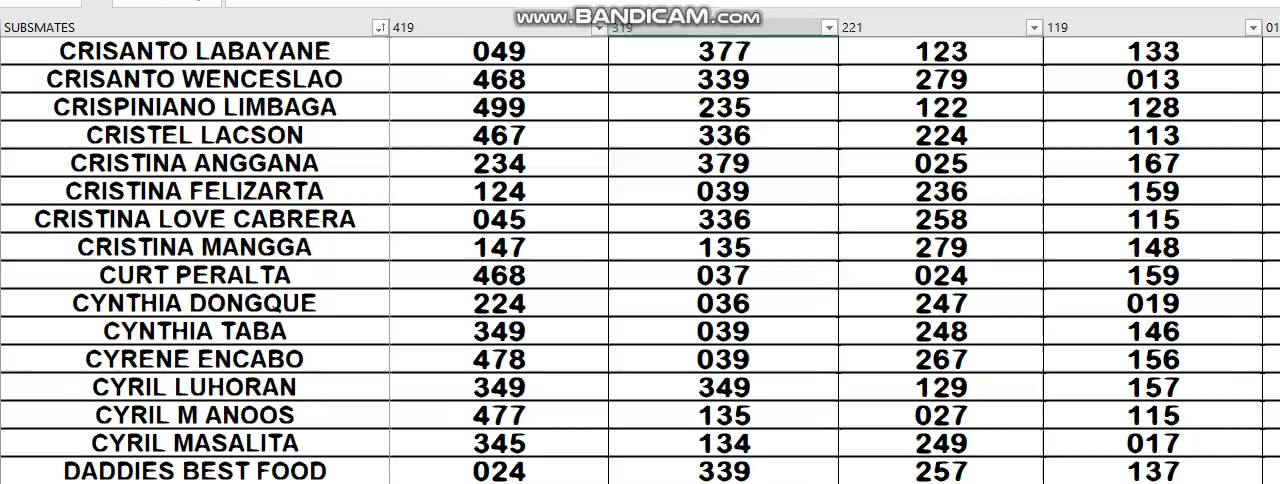 www.BANDICAM.com
SUBSMATES 419 319 221 119 01
CRISANTO LABAYANE 049 377 123 133
CRISANTO WENCESLAO 468 339 279 013
CRISPINIANO LIMBAGA 499 235 122 128
CRISTEL LACSON 467 336 224 113
CRISTINA ANGGANA 234 379 025 167
CRISTINA FELIZARTA 124 039 236 159
CRISTINA LOVE CABRERA 045 336 258 115
CRISTINA MANGGA 147 135 279 148
CURT PERALTA 468 037 024 159
CYNTHIA DONGQUE 224 036 247 019
CYNTHIA TABA 349 039 248 146
CYRENE ENCABO 478 039 267 156
CYRIL LUHORAN 349 349 129 157
CYRIL M ANOOS 477 135 027 115
CYRIL MASALITA 345 134 249 017
DADDIES BEST FOOD 024 339 257 137